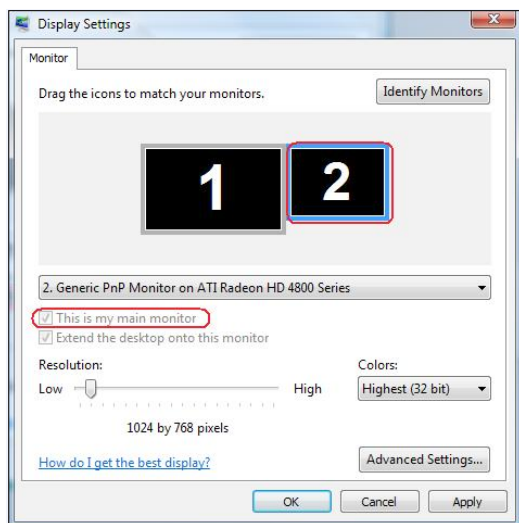 Display Settings
Monitor
Drag the icons to match your monitors.
Identify Monitors
1
2
2. Generic PnP Monitor on ATI Radeon HD 4800 Series
This is my main monitor
Extend the desktop onto this monitor
Resolution:
Colors:
Low
High
Highest (32 bit)
1024 by 768 pixels
How do I get the best display?
Advanced Settings...
OK
Cancel
Apply